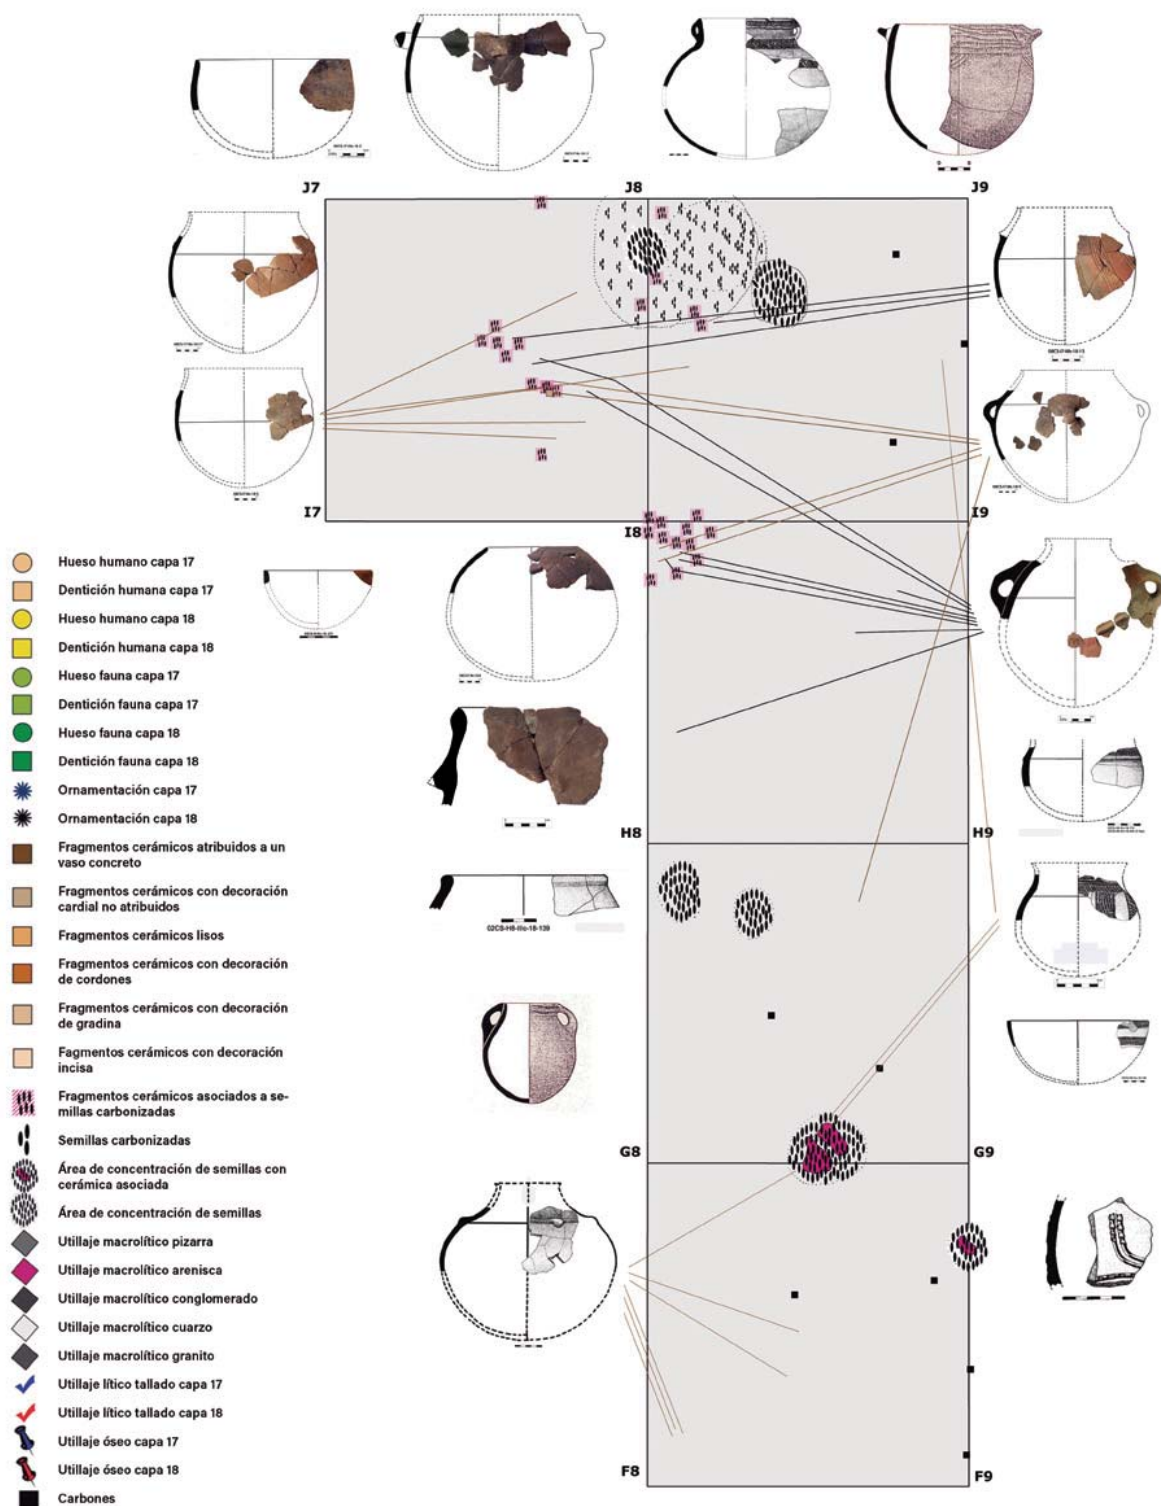 J7
J8
J9
I7
I8
I9
Hueso humano capa 17
Dentición humana capa 17
Hueso humano capa 18
Dentición humana capa 18
Hueso fauna capa 17
Dentición fauna capa 17
Hueso fauna capa 18
Dentición fauna capa 18
Ornamentación capa 17
Ornamentación capa 18
Fragmentos cerámicos atribuidos a un
vaso concreto
Fragmentos cerámicos con decoración
cardial no atribuidos
Fragmentos cerámicos lisos
Fragmentos cerámicos con decoración
de cordones
Fragmentos cerámicos con decoración
de gradina
Fagmentos cerámicos con decoración
incisa
Fragmentos cerámicos asociados a se-
millas carbonizadas
Semillas carbonizadas
Área de concentración de semillas con
cerámica asociada
Área de concentración de semillas
Utillaje macrolítico pizarra
Utillaje macrolítico arenisca
Utillaje macrolítico conglomerado
Utillaje macrolítico cuarzo
Utillaje macrolítico granito
Utillaje lítico tallado capa 17
Utillaje lítico tallado capa 18
Utillaje óseo capa 17
Utillaje óseo capa 18
Carbones
H8
H9
02CS-H8-IIIc-18-139
G8
G9
F8
F9